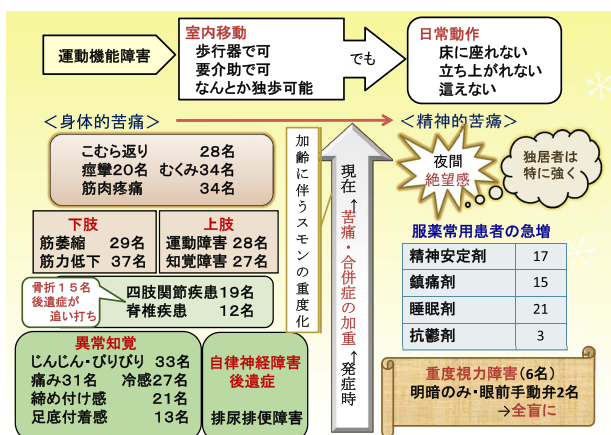 運動機能障害
室内移動
歩行器で可
要介助で可
なんとか独歩可能
でも
日常動作
床に座れない
立ち上がれない
這えない
＜身体的苦痛＞
＜精神的苦痛＞
こむら返り 28名
痙攣20名 むくみ34名
筋肉疼痛 34名
下肢
筋萎縮 29名
筋力低下 37名
上肢
運動障害 28名
知覚障害 27名
骨折１５名
後遺症が
追い打ち
四肢関節疾患19名
脊椎疾患 12名
異常知覚
じんじん・ぴりぴり 33名
痛み31名 冷感27名
締め付け感 21名
足底付着感 13名
自律神経障害
後遺症
排尿排便障害
加齢に伴うスモンの重度化
現在←苦痛・合併症の加重←発症時
夜間
絶望感
独居者は
特に強く
服薬常用患者の急増
精神安定剤 17
鎮痛剤 15
睡眠剤 21
抗鬱剤 3
重度視力障害（6名）
明暗のみ・眼前手動弁2名
→全盲に